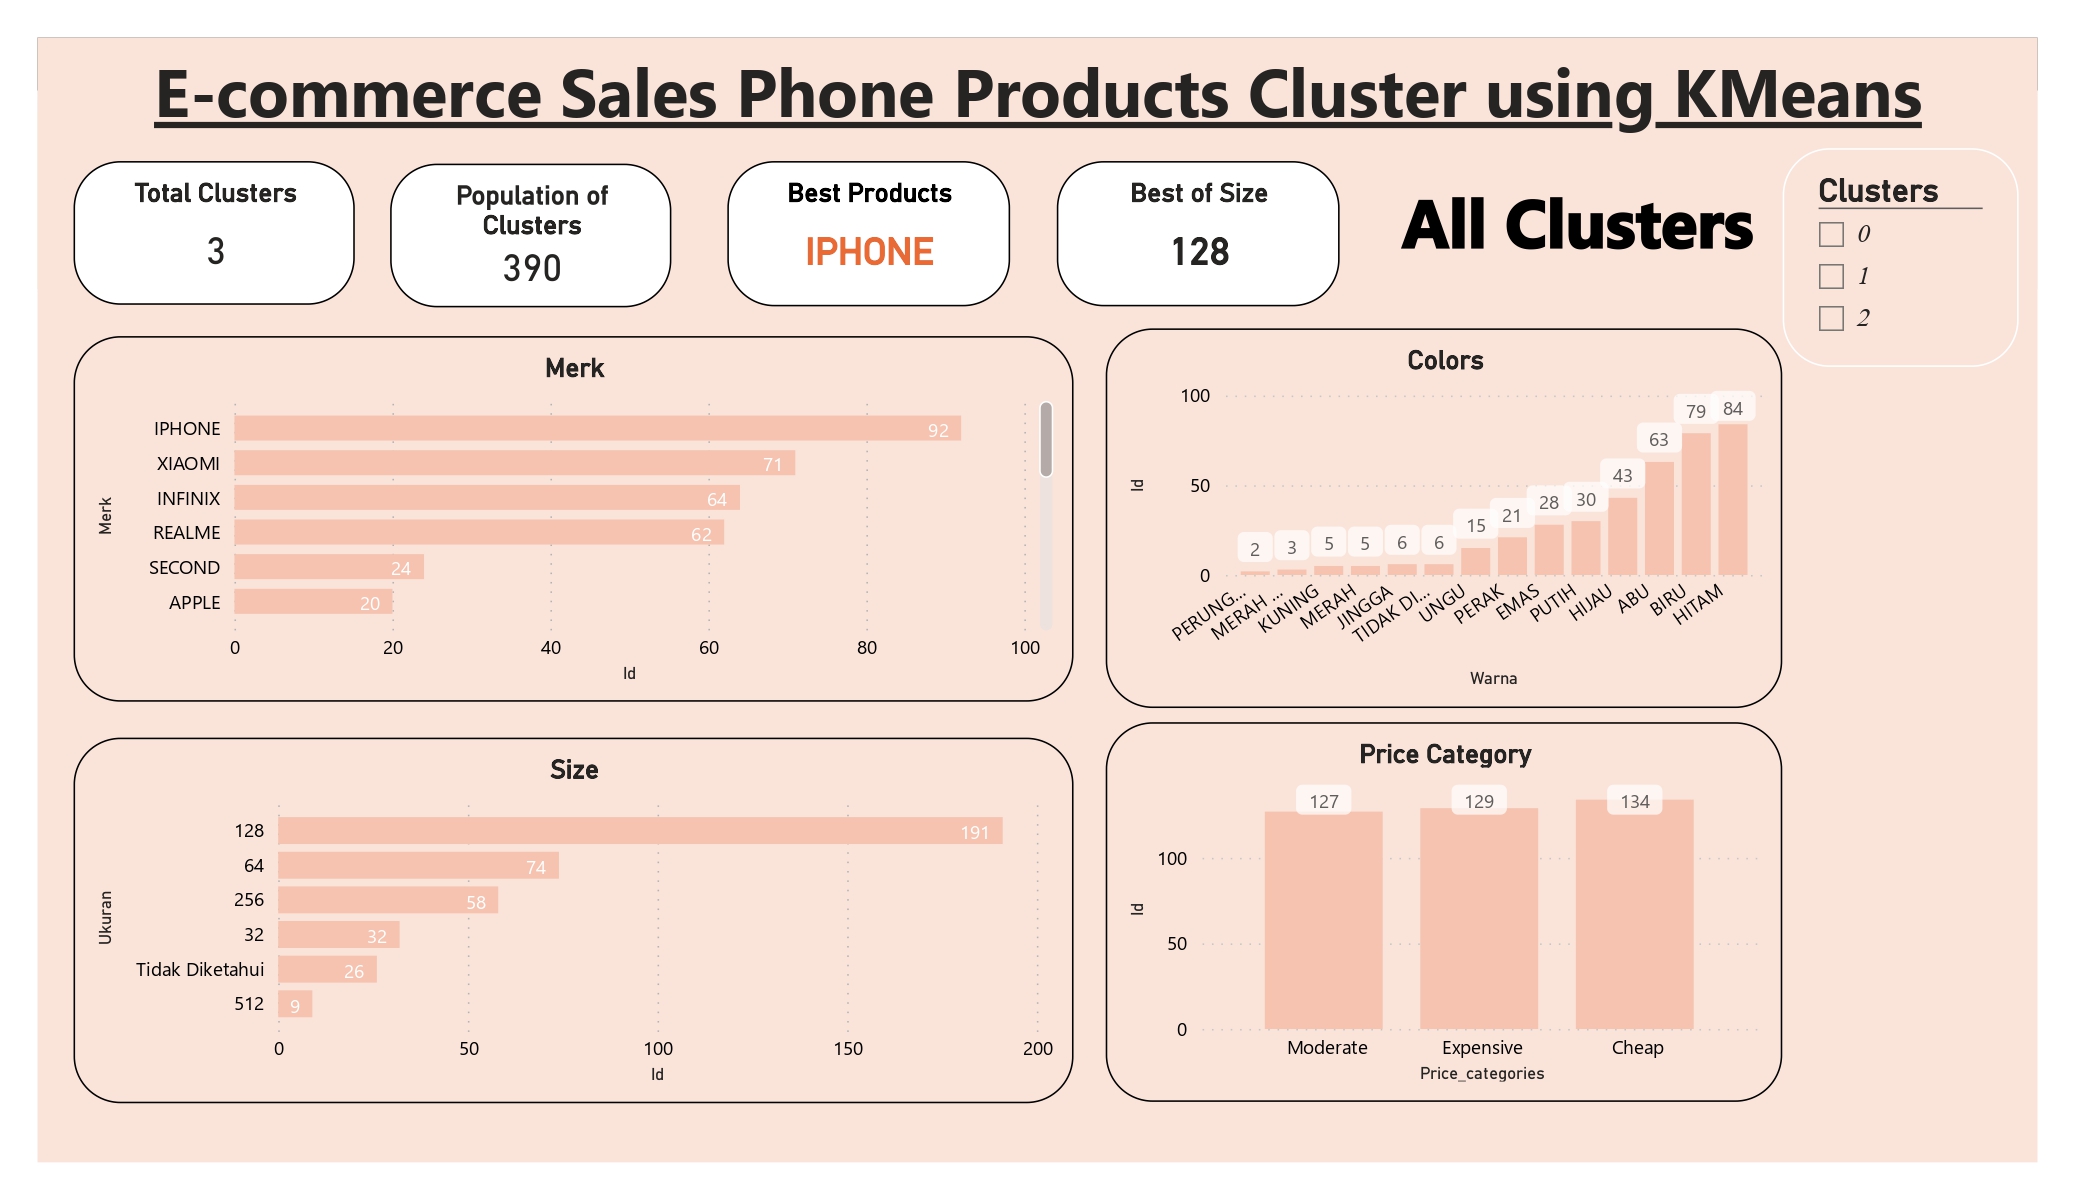 E-commerce Sales Phone Products Cluster using KMeans
Total Clusters
3
Population of
Clusters
390
Best Products
IPHONE
Best of Size
128
All Clusters
Clusters
0
1
2
Merk
Merk
IPHONE 92
XIAOMI 71
INFINIX 64
REALME 62
SECOND 24
APPLE 20
0 20 40 60 80 100
Id
Colors
Id
100
50
0
2 3 5 5 6 6 15 21 28 30 43 63 79 84
PERUNG... MERAH ... KUNING MERAH JINGGA TIDAK DI... UNGU PERAK EMAS PUTIH HIJAU ABU BIRU HITAM
Warna
Size
Ukuran
128 191
64 74
256 58
32 32
Tidak Diketahui 26
512 9
0 50 100 150 200
Id
Price Category
Id
127 129 134
100
50
0
Moderate Expensive Cheap
Price_categories